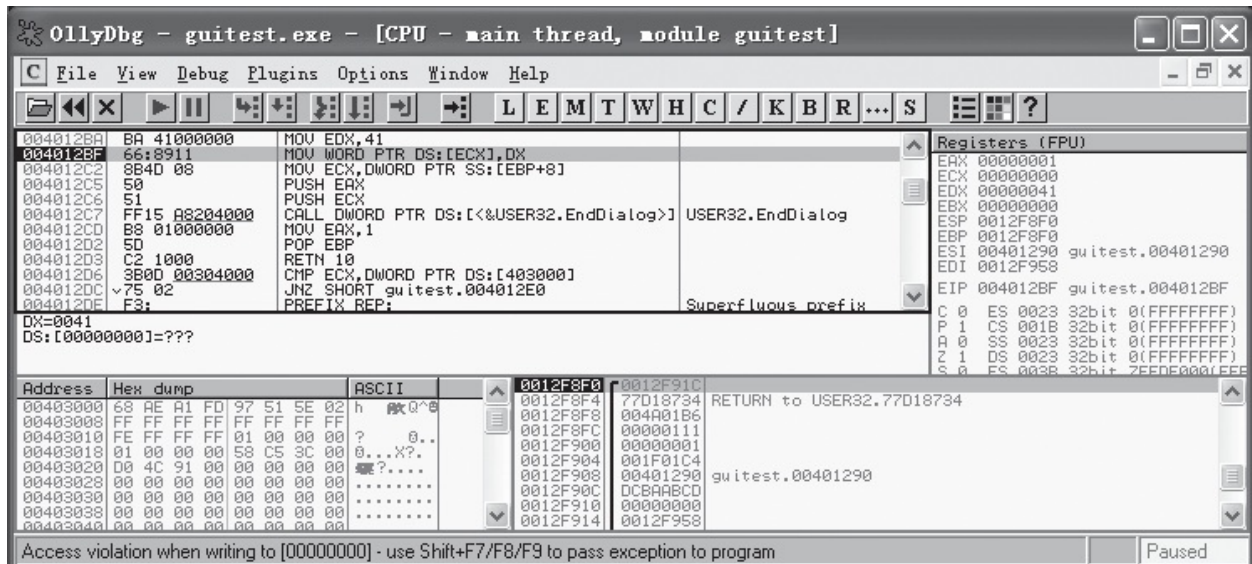 OllyDbg - guitest.exe - [CPU - main thread, module guitest]
C File View Debug Plugins Options Window Help
L E M T W H C / K B R ... S ?
004012BA BA 41000000 MOV EDX,41
004012BF 66:8911 MOV WORD PTR DS:[ECX],DX
004012C2 8B4D 08 MOV ECX,DWORD PTR SS:[EBP+8]
004012C5 50 PUSH EAX
004012C6 51 PUSH ECX
004012C7 FF15 A8204000 CALL DWORD PTR DS:[<&USER32.EndDialog>] USER32.EndDialog
004012CD B8 01000000 MOV EAX,1
004012D2 5D POP EBP
004012D3 C2 1000 RETN 10
004012D6 3B0D 00304000 CMP ECX,DWORD PTR DS:[403000]
004012DC 75 02 JNZ SHORT guitest.004012E0
004012DE F3: PREFIX REP: Superfluous prefix
DX=0041
DS:[00000000]=???
Registers (FPU)
EAX 00000001
ECX 00000000
EDX 00000041
EBX 00000000
ESP 0012F8F0
EBP 0012F8F0
ESI 00401290 guitest.00401290
EDI 0012F958
EIP 004012BF guitest.004012BF
C 0 ES 0023 32bit 0(FFFFFFFF)
P 1 CS 001B 32bit 0(FFFFFFFF)
A 0 SS 0023 32bit 0(FFFFFFFF)
Z 1 DS 0023 32bit 0(FFFFFFFF)
S 0 FS 003B 32bit
Address Hex dump ASCII
00403000 68 AE A1 FD 97 51 5E 02 h
00403008 FF FF FF FF FF FF FF FF
00403010 FE FF FF FF 01 00 00 00 ?
00403018 01 00 00 00 58 C5 3C 00
00403020 D0 4C 91 00 00 00 00 00
00403028 00 00 00 00 00 00 00 00 ........
00403030 00 00 00 00 00 00 00 00 ........
00403038 00 00 00 00 00 00 00 00 ........
00403040 00 00 00 00 00 00 00 00
0012F8F0 0012F91C
0012F8F4 77D18734 RETURN to USER32.77D18734
0012F8F8 004A01B6
0012F8FC 00000111
0012F900 00000001
0012F904 001F01C4
0012F908 00401290 guitest.00401290
0012F90C DCBAABCD
0012F910 00000000
0012F914 0012F958
Access violation when writing to [00000000] - use Shift+F7/F8/F9 to pass exception to program
Paused